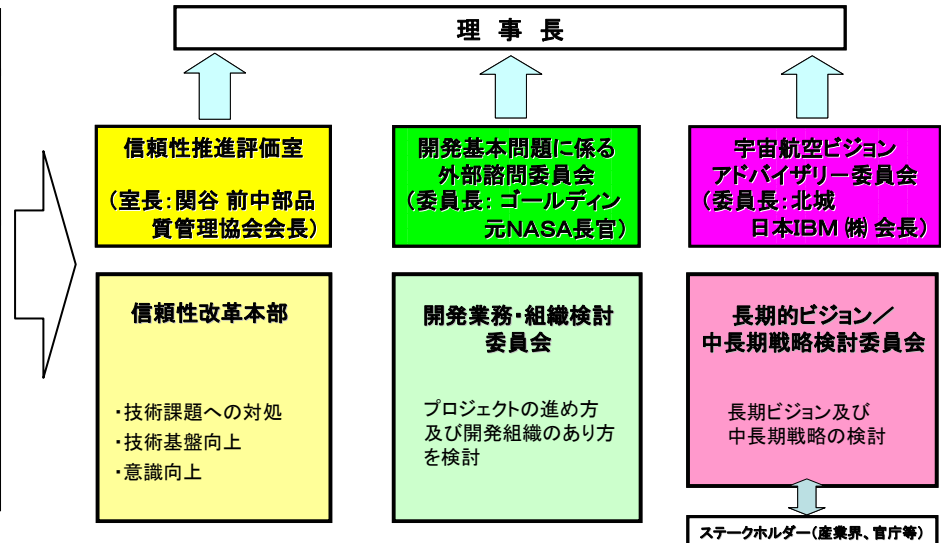 理 事 長
信頼性推進評価室
（室長：関谷 前中部品
質管理協会会長）
開発基本問題に係る
外部諮問委員会
（委員長： ゴールディン
元NASA長官）
宇宙航空ビジョン
アドバイザリー委員会
（委員長：北城
日本IBM ㈱ 会長）
信頼性改革本部
・技術課題への対処
・技術基盤向上
・意識向上
開発業務・組織検討
委員会
プロジェクトの進め方
及び開発組織のあり方
を検討
長期的ビジョン／
中長期戦略検討委員会
長期ビジョン及び
中長期戦略の検討
ステークホルダー（産業界、官庁等）